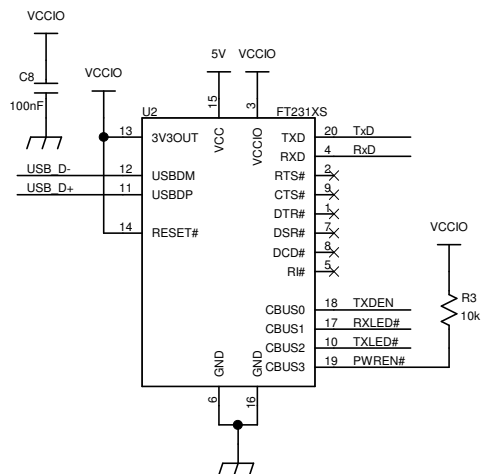 VCCIO
C8
100nF
VCCIO
5V
VCCIO
15
3
U2
FT231XS
13
3V3OUT
VCC
VCCIO
TXD
20
TxD
RXD
4
RxD
USB_D-
12
USBDM
RTS#
2
USB_D+
11
USBDP
CTS#
9
DTR#
1
14
RESET#
DSR#
7
DCD#
8
RI#
5
VCCIO
R3
10k
CBUS0
18
TXDEN
CBUS1
17
RXLED#
CBUS2
10
TXLED#
CBUS3
19
PWREN#
GND
GND
6
16